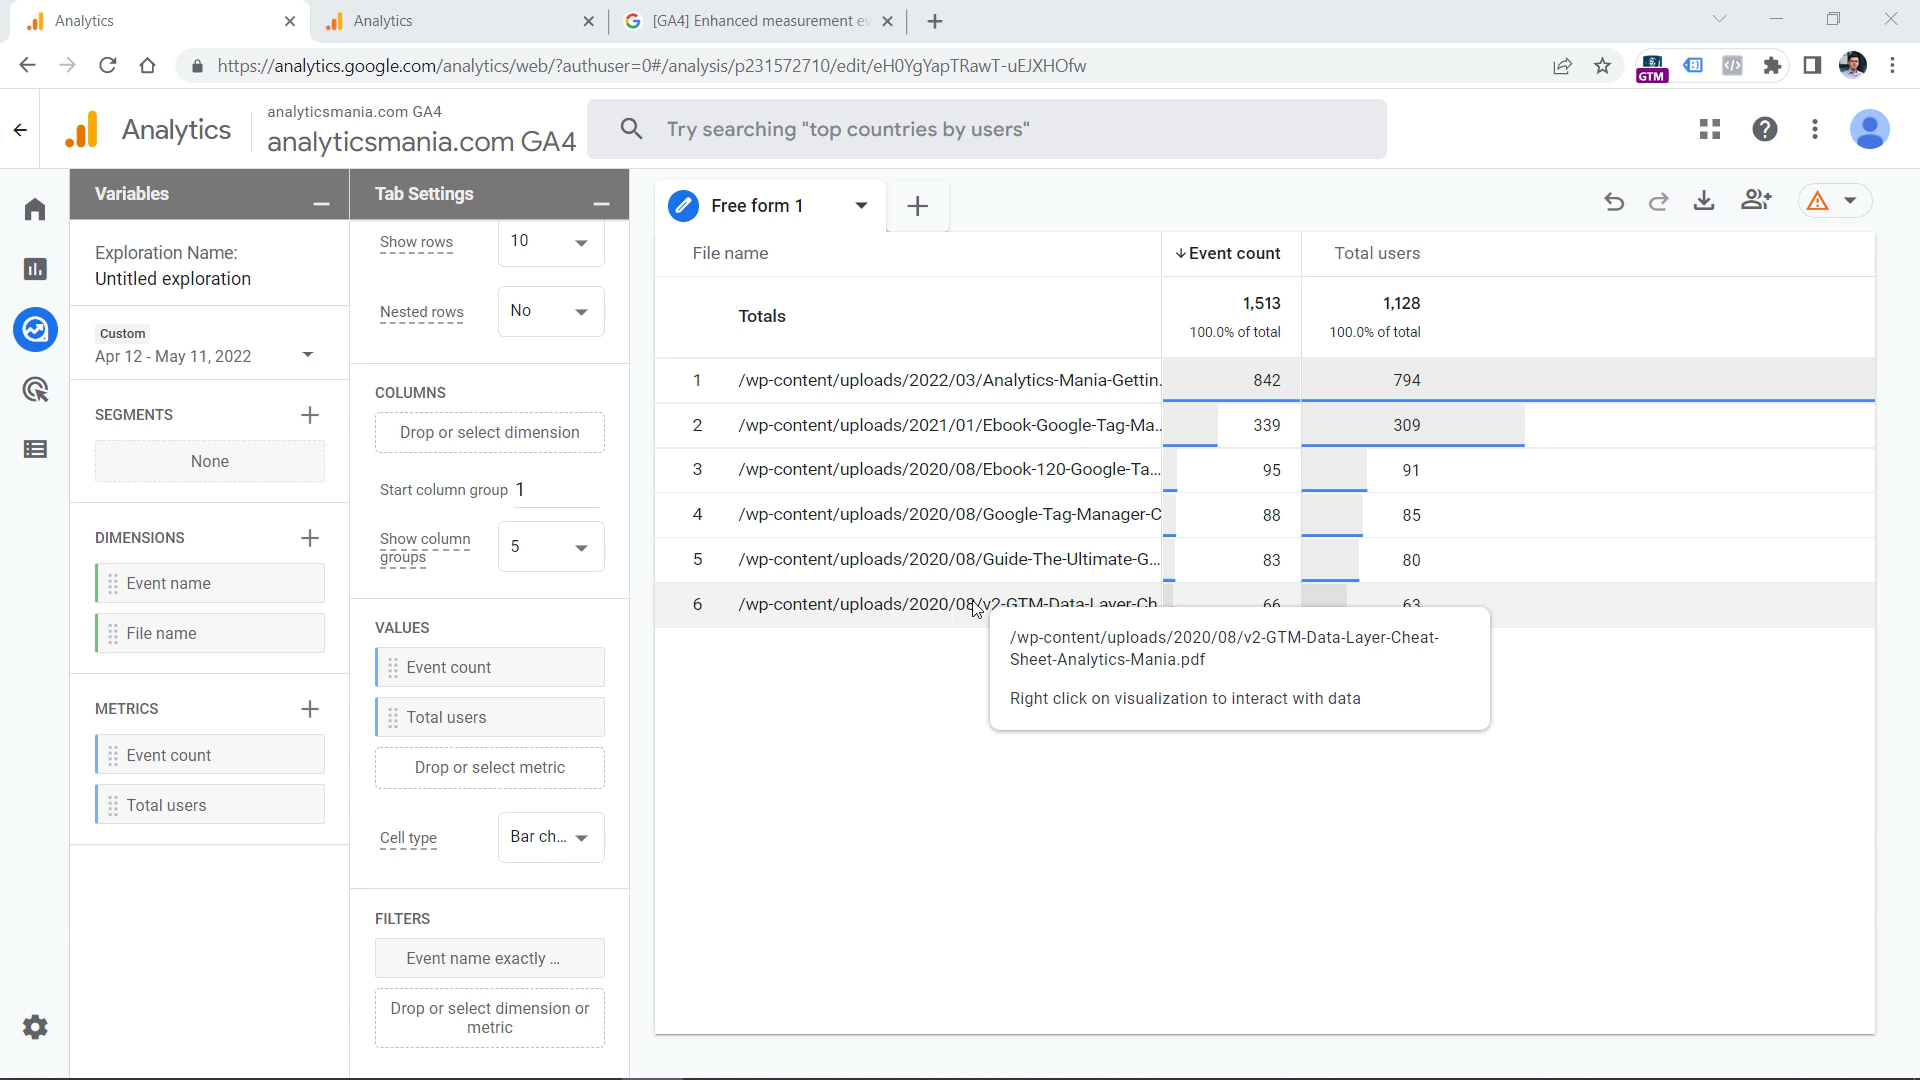 Analytics
Analytics
[GA4] Enhanced measurement ev
https://analytics.google.com/analytics/web/?authuser=0#/analysis/p231572710/edit/eH0YgYapTRawT-uEJXHOfw
GTM
Analytics
analyticsmania.com GA4
analyticsmania.com GA4
Try searching "top countries by users"
Variables
Exploration Name:
Untitled exploration
Custom
Apr 12 - May 11, 2022
SEGMENTS
None
DIMENSIONS
Event name
File name
METRICS
Event count
Total users
Tab Settings
Show rows 10
Nested rows No
COLUMNS
Drop or select dimension
Start column group 1
Show column
groups
5
VALUES
Event count
Total users
Drop or select metric
Cell type Bar ch...
FILTERS
Event name exactly ...
Drop or select dimension or
metric
Free form 1
File name Event count Total users
Totals 1,513 1,128
100.0% of total 100.0% of total
1 /wp-content/uploads/2022/03/Analytics-Mania-Gettin. 842 794
2 /wp-content/uploads/2021/01/Ebook-Google-Tag-Ma... 339 309
3 /wp-content/uploads/2020/08/Ebook-120-Google-Ta... 95 91
4 /wp-content/uploads/2020/08/Google-Tag-Manager-C 88 85
5 /wp-content/uploads/2020/08/Guide-The-Ultimate-G... 83 80
6 /wp-content/uploads/2020/08/v2-GTM-Data-Layer-Ch 66 63
/wp-content/uploads/2020/08/v2-GTM-Data-Layer-Cheat-
Sheet-Analytics-Mania.pdf
Right click on visualization to interact with data